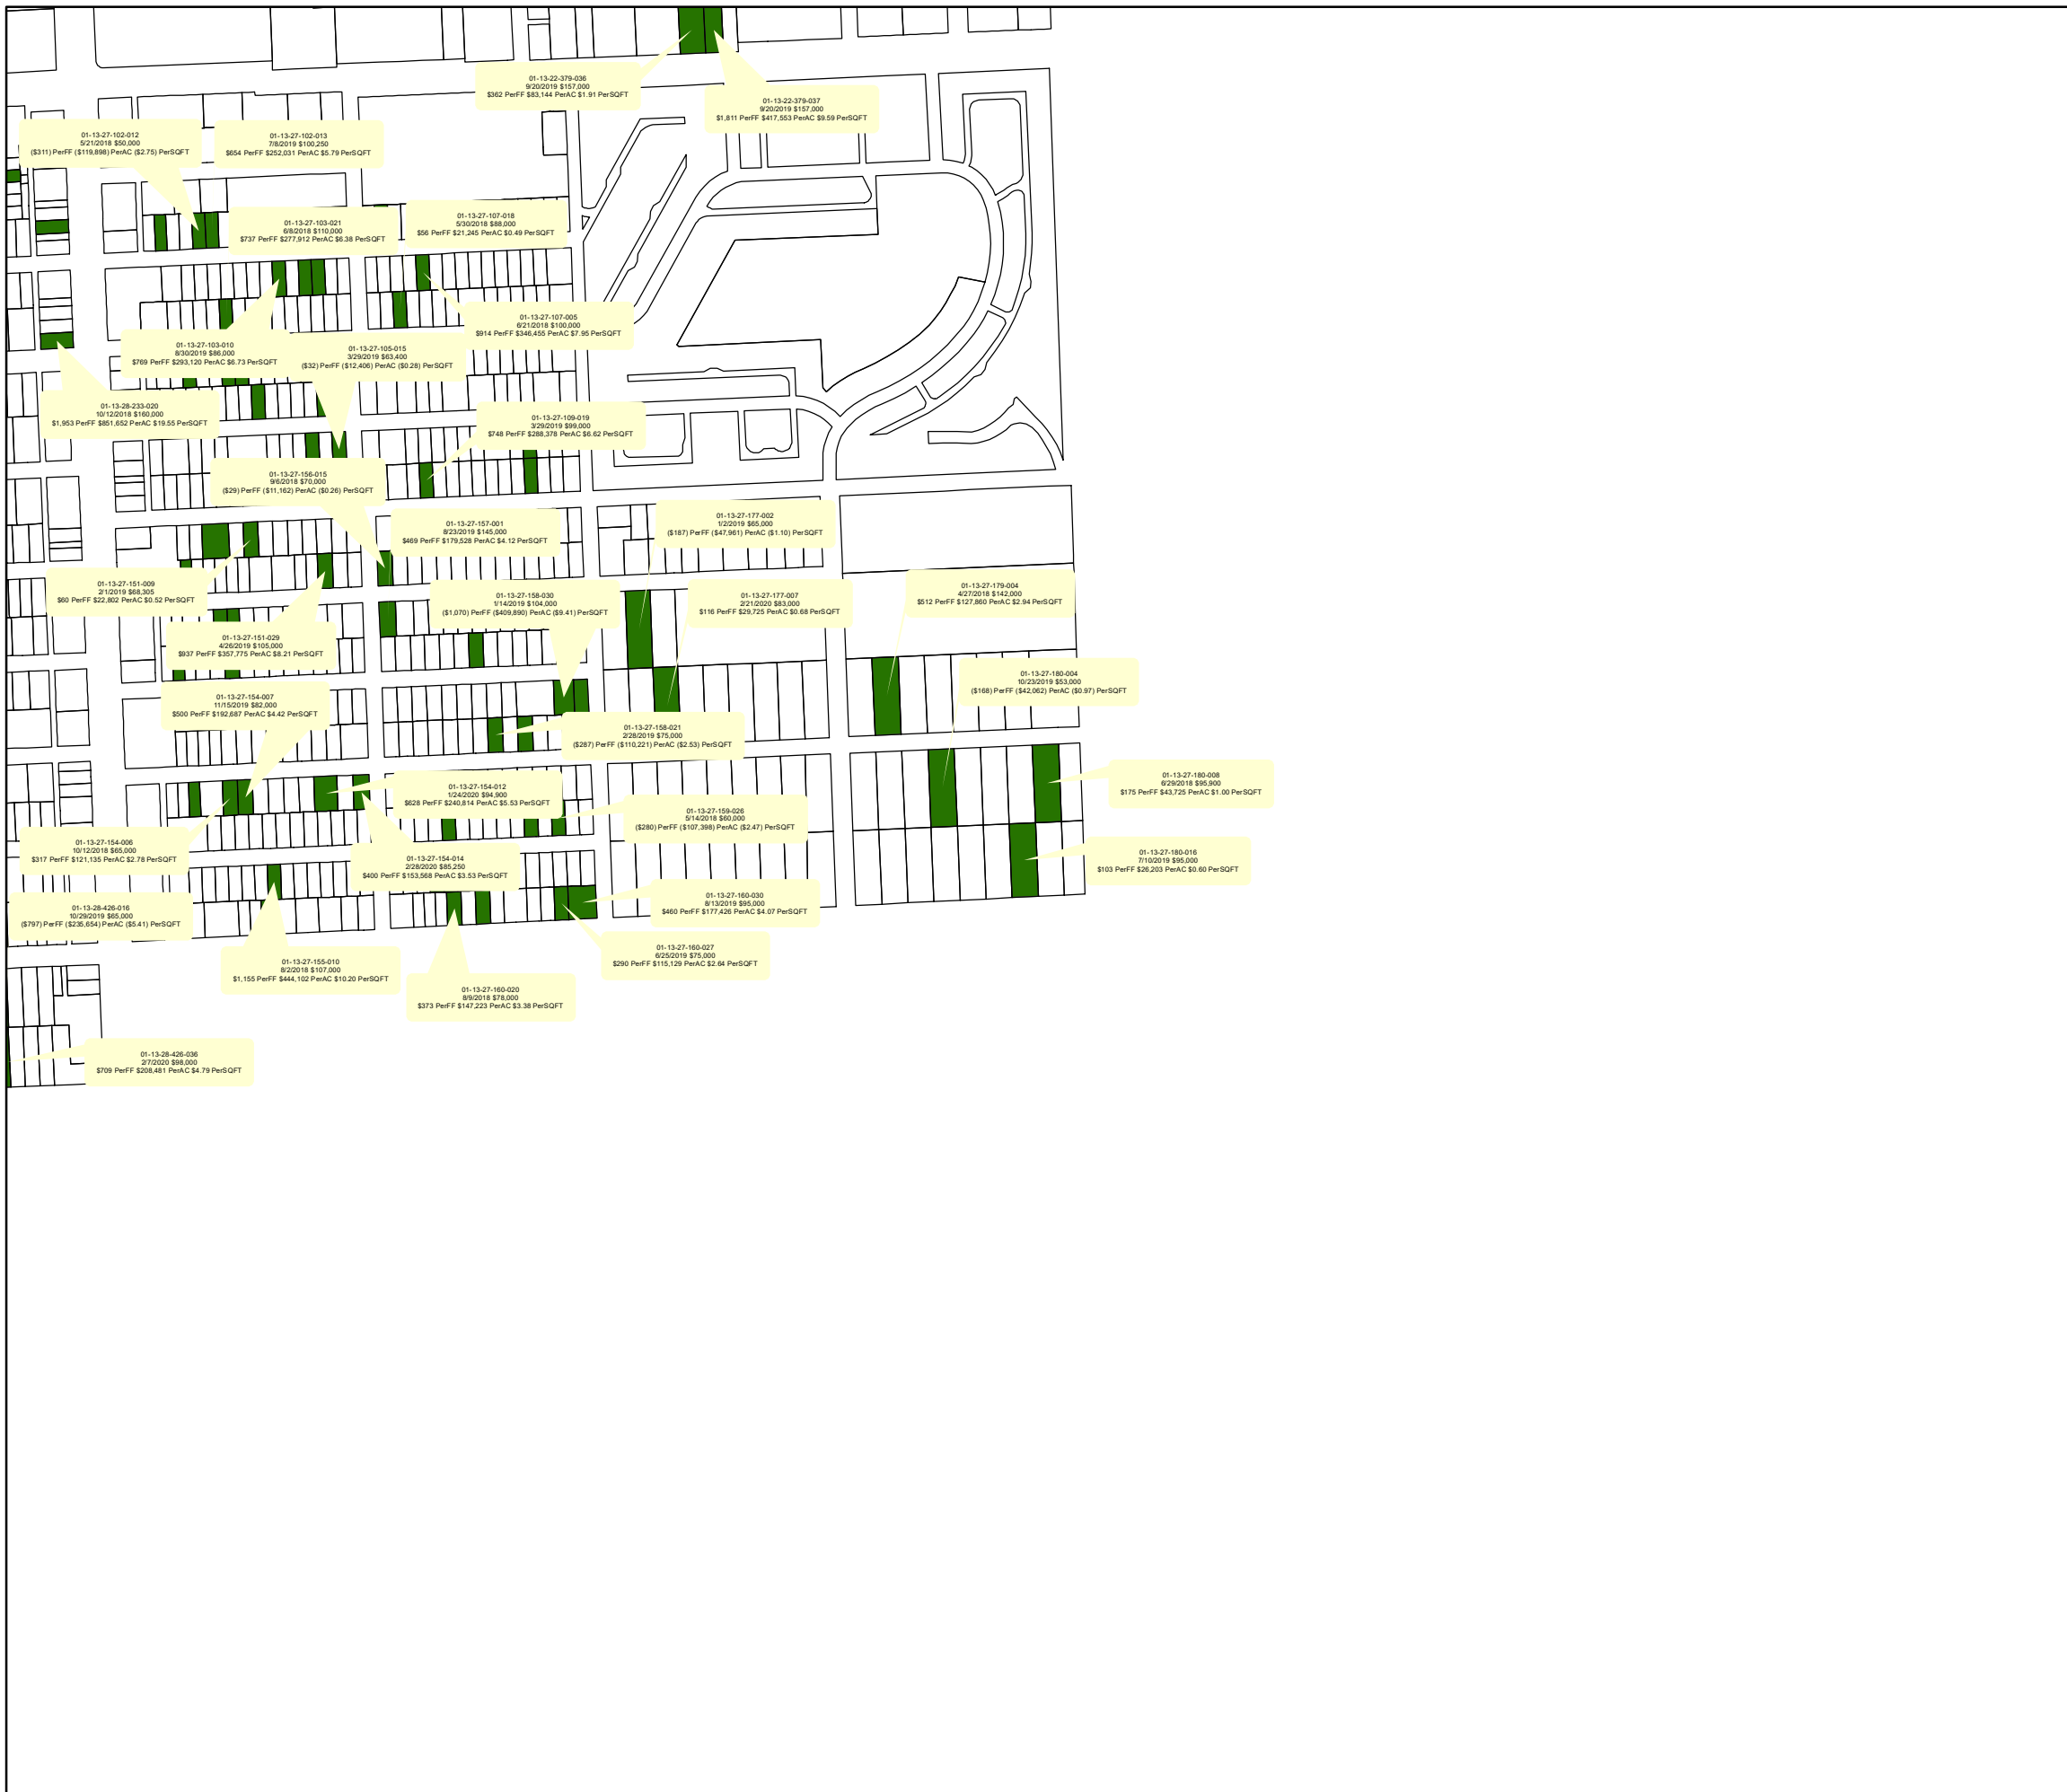 01-13-22-379-036
9/20/2019 $157,000
$362 PerFF $83,144 PerAC $1.91 PerSQFT
01-13-22-379-037
9/20/2019 $157,000
$1,811 PerFF $417,553 PerAC $9.59 PerSQFT
01-13-27-102-012
5/21/2018 $50,000
($311) PerFF ($119,898) PerAC ($2.75) PerSQFT
01-13-27-102-013
7/8/2019 $100,250
$654 PerFF $252,031 PerAC $5.79 PerSQFT
01-13-27-103-021
6/8/2018 $110,000
$737 PerFF $277,912 PerAC $6.38 PerSQFT
01-13-27-107-018
5/30/2018 $88,000
$56 PerFF $21,245 PerAC $0.49 PerSQFT
01-13-27-107-005
6/21/2018 $100,000
$914 PerFF $346,455 PerAC $7.95 PerSQFT
01-13-27-103-010
8/30/2019 $86,000
$769 PerFF $293,120 PerAC $6.73 PerSQFT
01-13-27-105-015
3/29/2019 $63,400
($32) PerFF ($12,406) PerAC ($0.28) PerSQFT
01-13-28-233-020
10/12/2018 $160,000
$1,953 PerFF $851,652 PerAC $19.55 PerSQFT
01-13-27-109-019
3/29/2019 $99,000
$748 PerFF $288,378 PerAC $6.62 PerSQFT
01-13-27-156-015
9/6/2018 $70,000
($29) PerFF ($11,162) PerAC ($0.26) PerSQFT
01-13-27-157-001
8/23/2019 $145,000
$469 PerFF $179,528 PerAC $4.12 PerSQFT
01-13-27-177-002
1/2/2019 $65,000
($187) PerFF ($47,961) PerAC ($1.10) PerSQFT
01-13-27-151-009
2/1/2019 $68,305
$60 PerFF $22,802 PerAC $0.52 PerSQFT
01-13-27-158-030
1/14/2019 $104,000
($1,070) PerFF ($409,890) PerAC ($9.41) PerSQFT
01-13-27-177-007
2/21/2020 $83,000
$116 PerFF $29,725 PerAC $0.68 PerSQFT
01-13-27-179-004
4/27/2018 $142,000
$512 PerFF $127,860 PerAC $2.94 PerSQFT
01-13-27-151-029
4/26/2019 $105,000
$937 PerFF $357,775 PerAC $8.21 PerSQFT
01-13-27-180-004
10/23/2019 $53,000
($168) PerFF ($42,062) PerAC ($0.97) PerSQFT
01-13-27-154-007
11/15/2019 $82,000
$500 PerFF $192,687 PerAC $4.42 PerSQFT
01-13-27-158-021
2/28/2019 $75,000
($287) PerFF ($110,221) PerAC ($2.53) PerSQFT
01-13-27-154-012
1/24/2020 $94,900
$628 PerFF $240,814 PerAC $5.53 PerSQFT
01-13-27-180-008
6/29/2018 $95,900
$175 PerFF $43,725 PerAC $1.00 PerSQFT
01-13-27-159-026
5/14/2018 $60,000
($280) PerFF ($107,398) PerAC ($2.47) PerSQFT
01-13-27-154-006
10/12/2018 $65,000
$317 PerFF $121,135 PerAC $2.78 PerSQFT
01-13-27-154-014
2/28/2020 $85,250
$400 PerFF $153,568 PerAC $3.53 PerSQFT
01-13-27-180-016
7/10/2019 $95,000
$103 PerFF $26,203 PerAC $0.60 PerSQFT
01-13-28-426-016
10/29/2019 $65,000
($797) PerFF ($235,654) PerAC ($5.41) PerSQFT
01-13-27-160-030
8/13/2019 $95,000
$460 PerFF $177,426 PerAC $4.07 PerSQFT
01-13-27-160-027
6/25/2019 $75,000
$290 PerFF $115,129 PerAC $2.64 PerSQFT
01-13-27-155-010
8/2/2018 $107,000
$1,155 PerFF $444,102 PerAC $10.20 PerSQFT
01-13-27-160-020
8/9/2018 $78,000
$373 PerFF $147,223 PerAC $3.38 PerSQFT
01-13-28-426-036
2/7/2020 $98,000
$709 PerFF $208,481 PerAC $4.79 PerSQFT